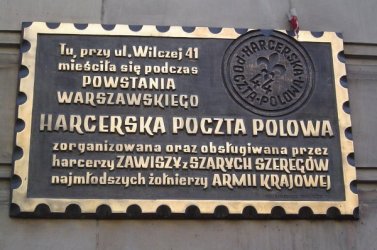 Tu, przy ul. Wilczej 41
mieściła się podczas
POWSTANIA
WARSZAWSKIEGO
HARCERSKA POCZTA POLOWA
zorganizowana oraz obsługiwana przez
harcerzy ZAWISZY z SZARYCH SZEREGÓW
najmłodszych żołnierzy ARMII KRAJOWEJ
HARCERSKA
POCZTA·POLOWA
44